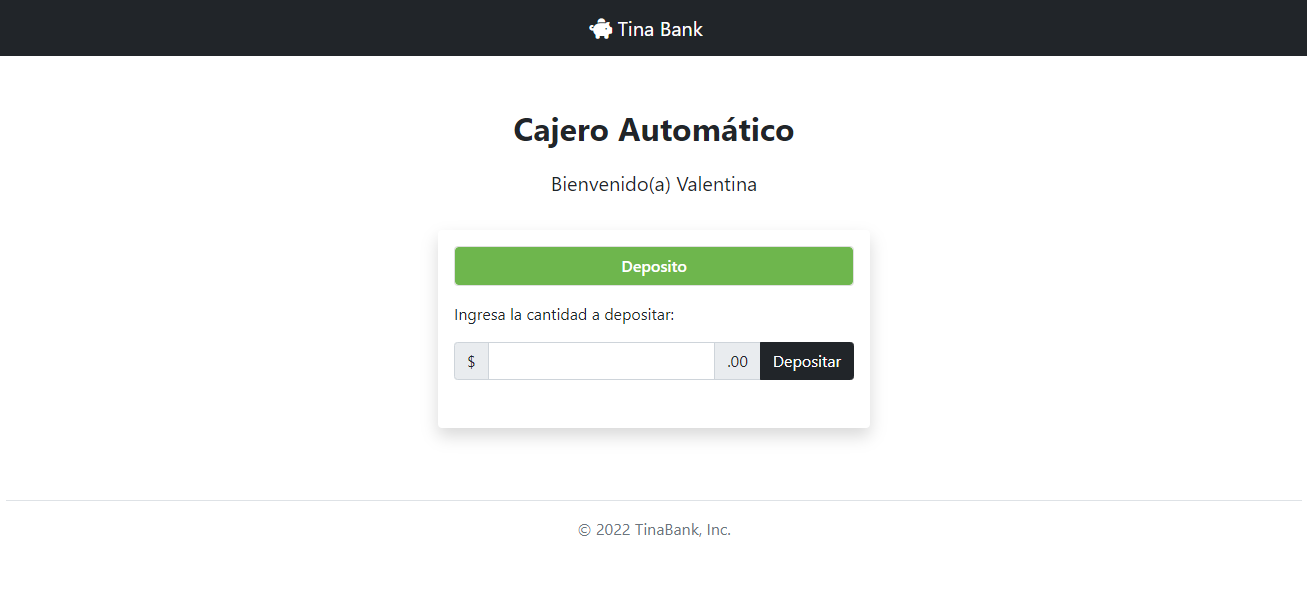 Tina Bank
Cajero Automático
Bienvenido(a) Valentina
Deposito
Ingresa la cantidad a depositar:
$ .00 Depositar
© 2022 TinaBank, Inc.